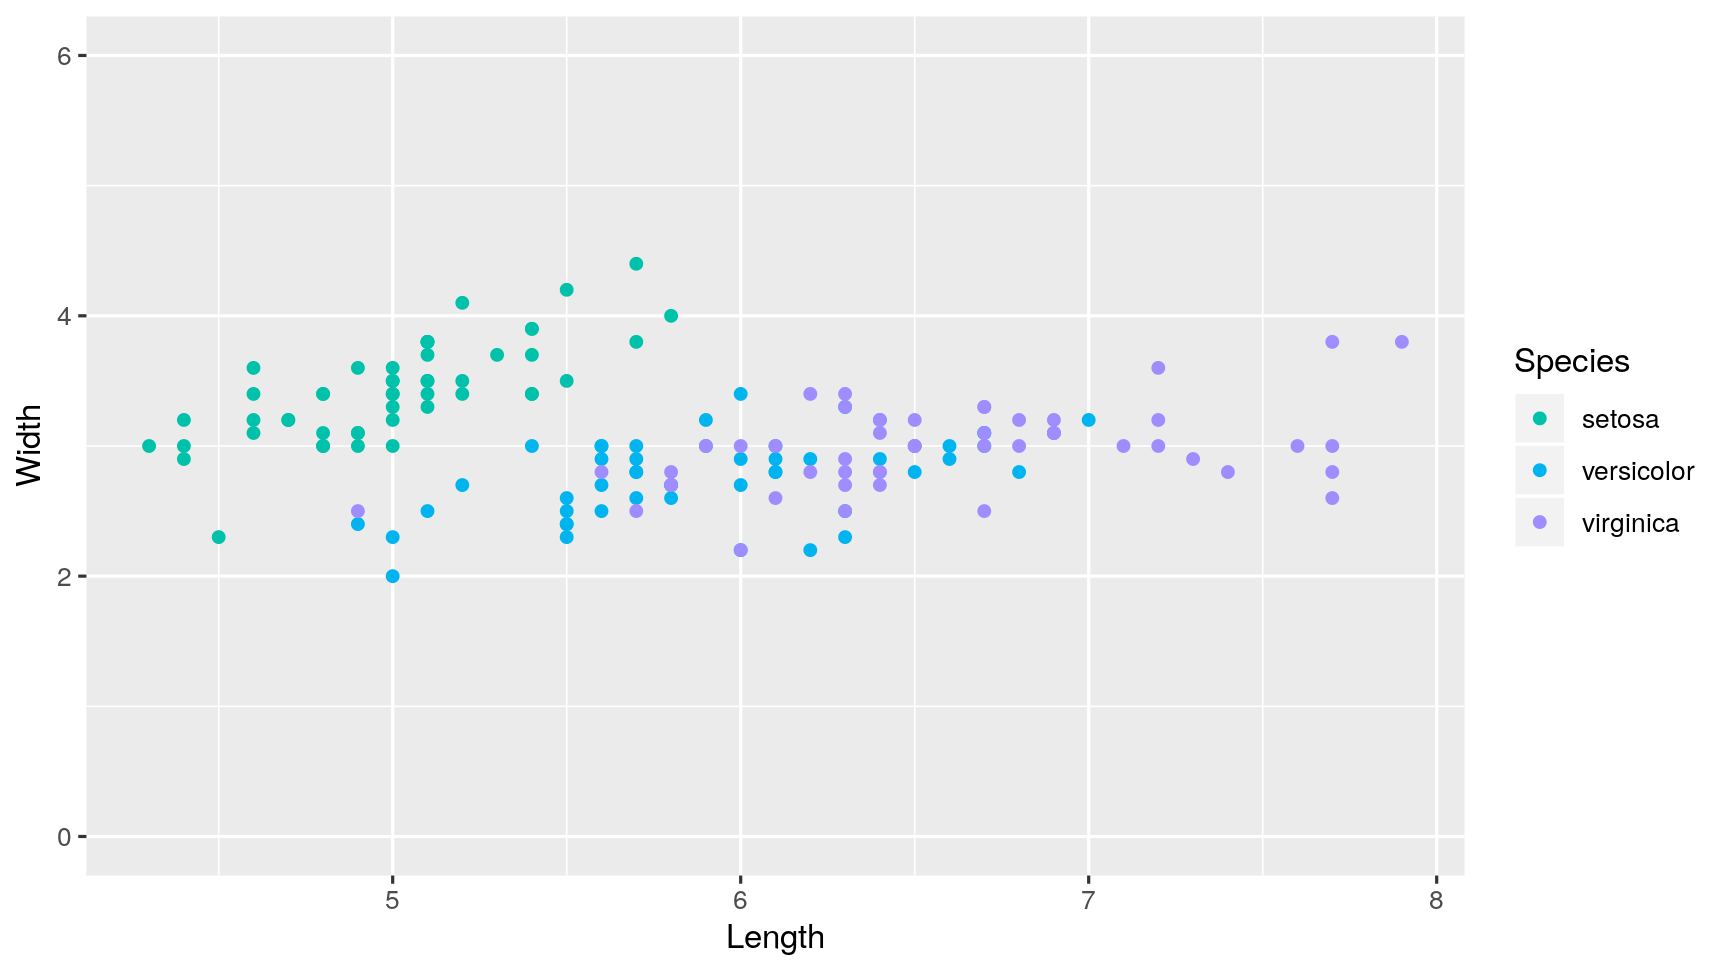 6
4
2
0
Width
5 6 7 8
Length
Species
setosa
versicolor
virginica